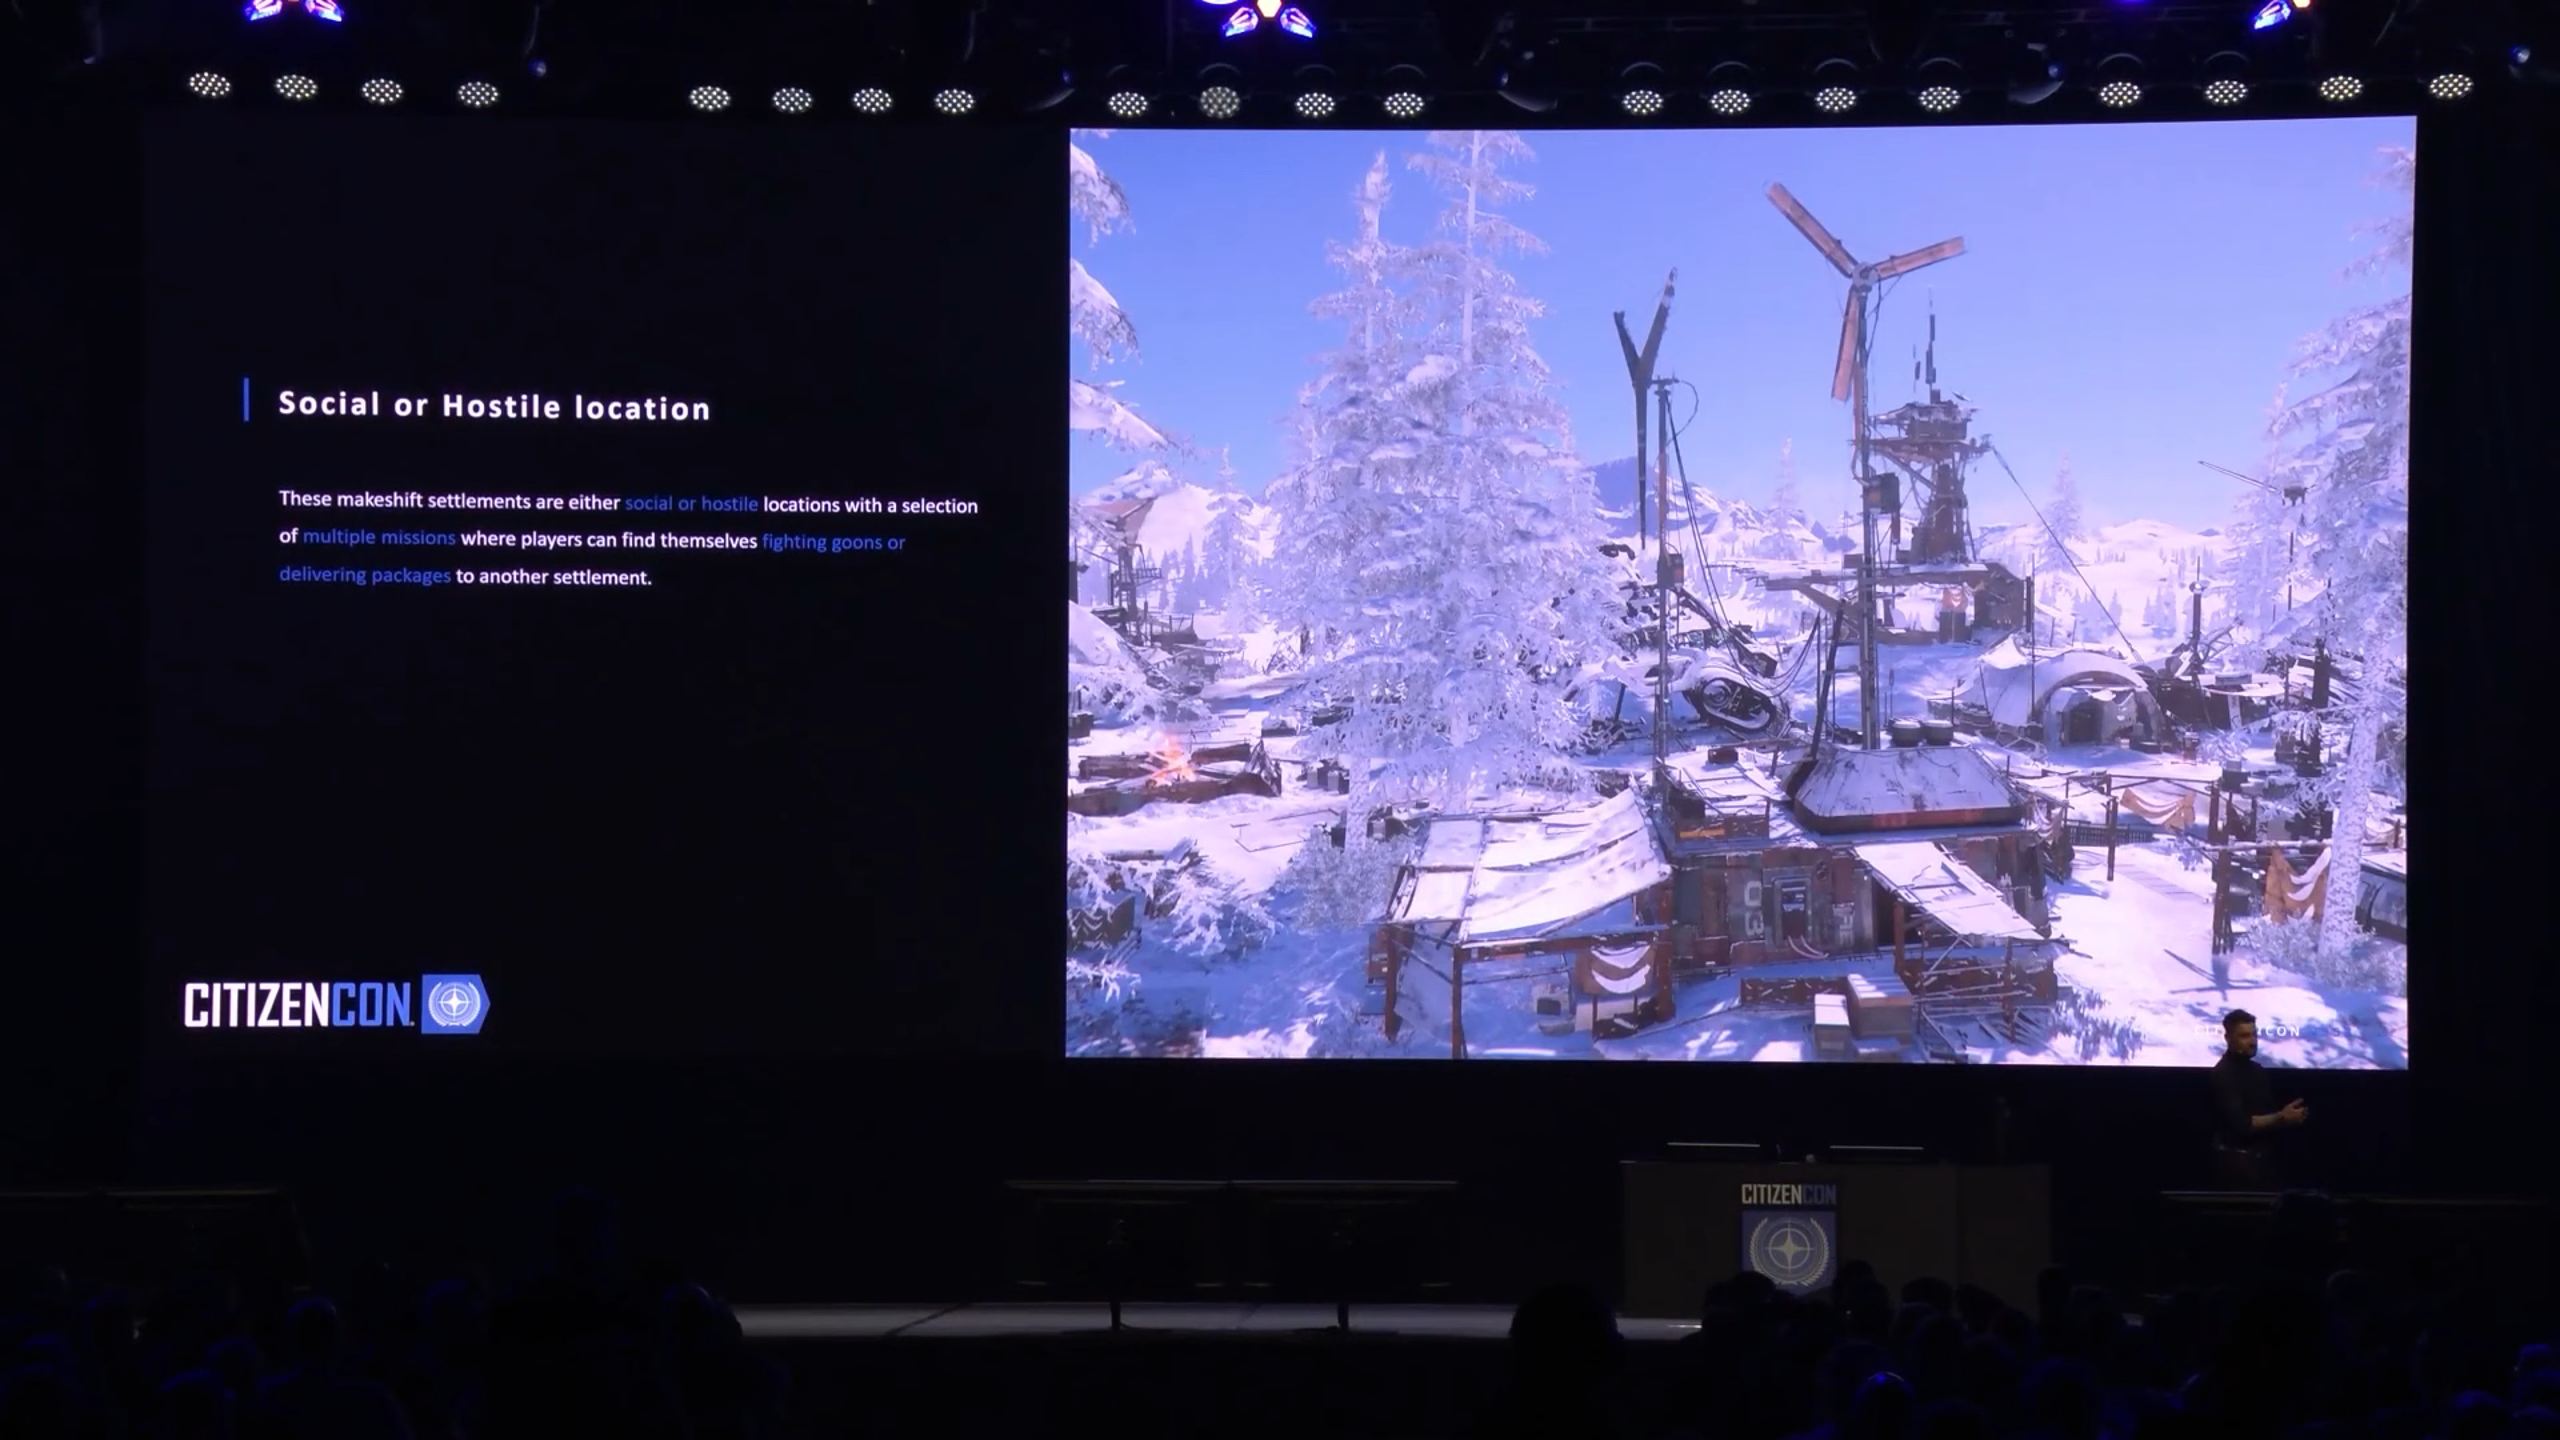 Social or Hostile location
These makeshift settlements are either social or hostile locations with a selection
of multiple missions where players can find themselves fighting goons or
delivering packages to another settlement.
CITIZENCON
03
CITIZENCON